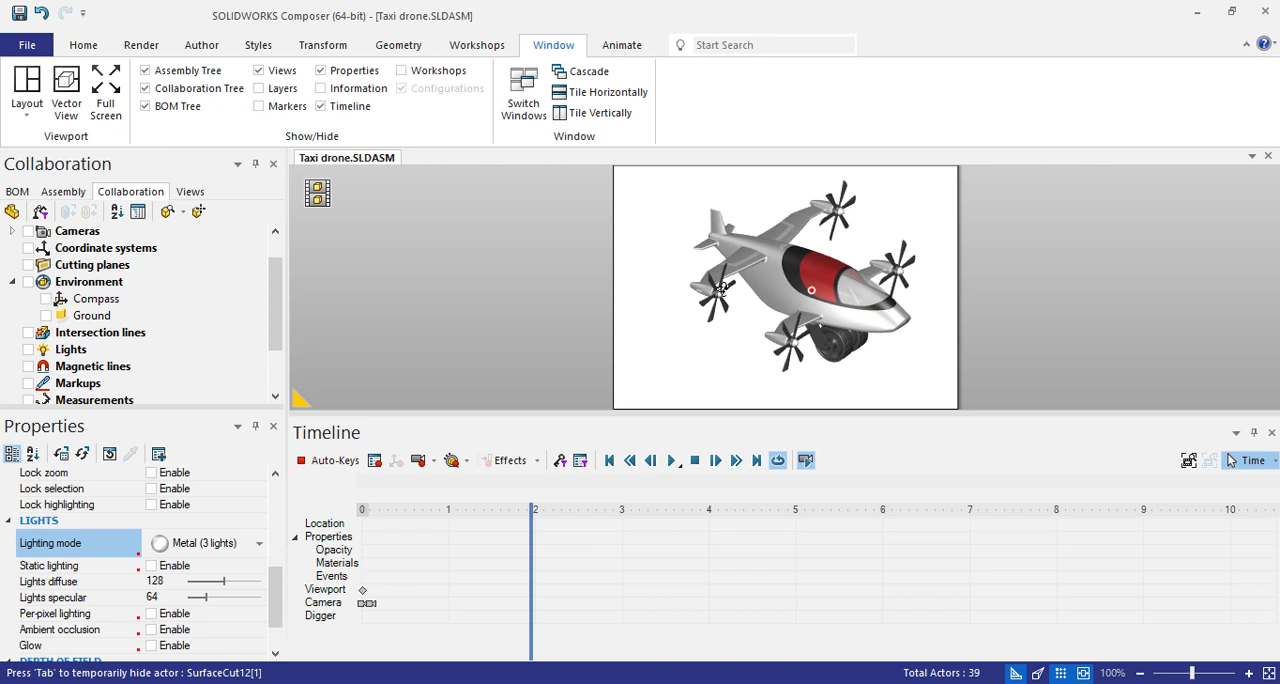 SOLIDWORKS Composer (64-bit) - [Taxi drone.SLDASM]
File Home Render Author Styles Transform Geometry Workshops Window Animate Start Search
Layout
Vector View
Full Screen
Viewport
Assembly Tree
Collaboration Tree
BOM Tree
Views
Layers
Markers
Properties
Information
Timeline
Workshops
Configurations
Show/Hide
Switch Windows
Cascade
Tile Horizontally
Tile Vertically
Window
Collaboration
BOM Assembly Collaboration Views
Cameras
Coordinate systems
Cutting planes
Environment
Compass
Ground
Intersection lines
Lights
Magnetic lines
Markups
Measurements
Taxi drone.SLDASM
Properties
Lock zoom Enable
Lock selection Enable
Lock highlighting Enable
LIGHTS
Lighting mode Metal (3 lights)
Static lighting Enable
Lights diffuse 128
Lights specular 64
Per-pixel lighting Enable
Ambient occlusion Enable
Glow Enable
DEPTH OF FIELD
Timeline
Auto-Keys Effects Time
0 1 2 3 4 5 6 7 8 9 10
Location
Properties
Opacity
Materials
Events
Viewport
Camera
Digger
Press 'Tab' to temporarily hide actor : SurfaceCut12[1] Total Actors : 39 100%